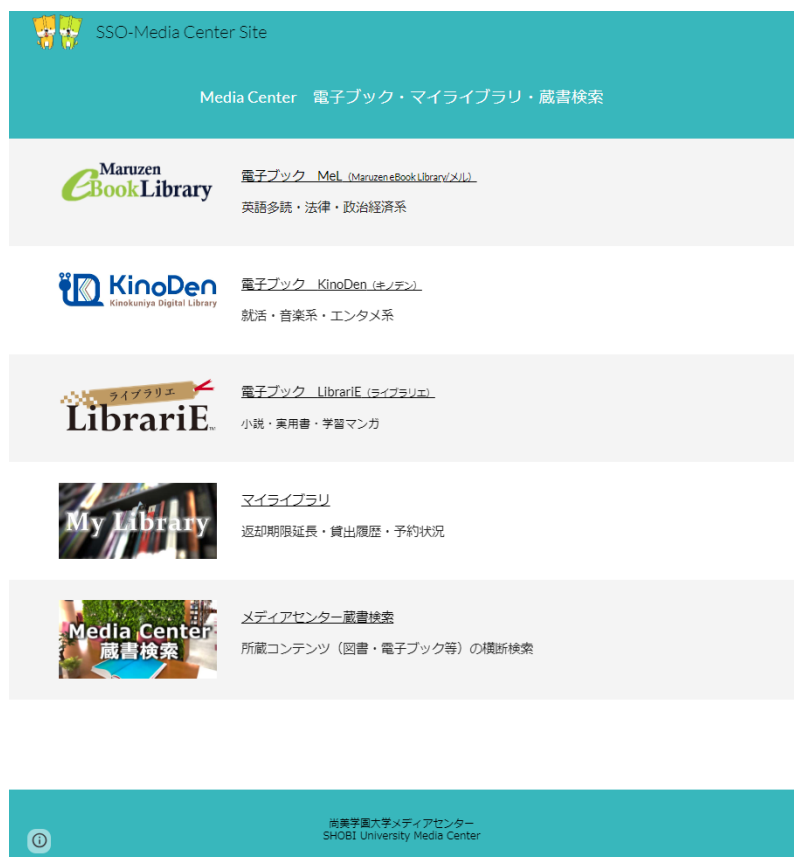 SSO-Media Center Site
Media Center　電子ブック・マイライブラリ・蔵書検索
Maruzen
eBook Library
電子ブック　MeL（Maruzen eBook Library/メル）
英語多読・法律・政治経済系
KinoDen
Kinokuniya Digital Library
電子ブック　KinoDen（キノデン）
就活・音楽系・エンタメ系
ライブラリエ
LibrariE™
電子ブック　LibrariE（ライブラリエ）
小説・実用書・学習マンガ
My Library
マイライブラリ
返却期限延長・貸出履歴・予約状況
Media Center
蔵書検索
メディアセンター蔵書検索
所蔵コンテンツ（図書・電子ブック等）の横断検索
尚美学園大学メディアセンター
SHOBI University Media Center